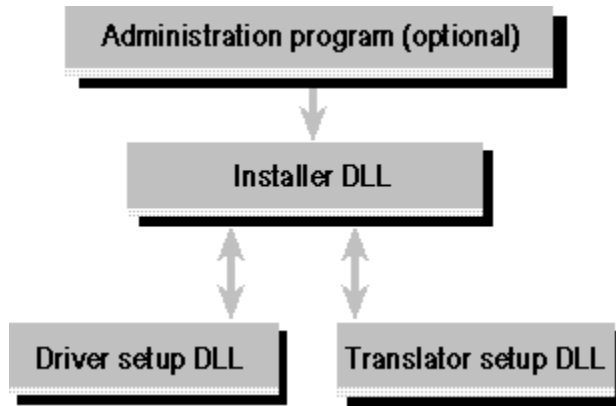 Administration program (optional)
Installer DLL
Driver setup DLL
Translator setup DLL